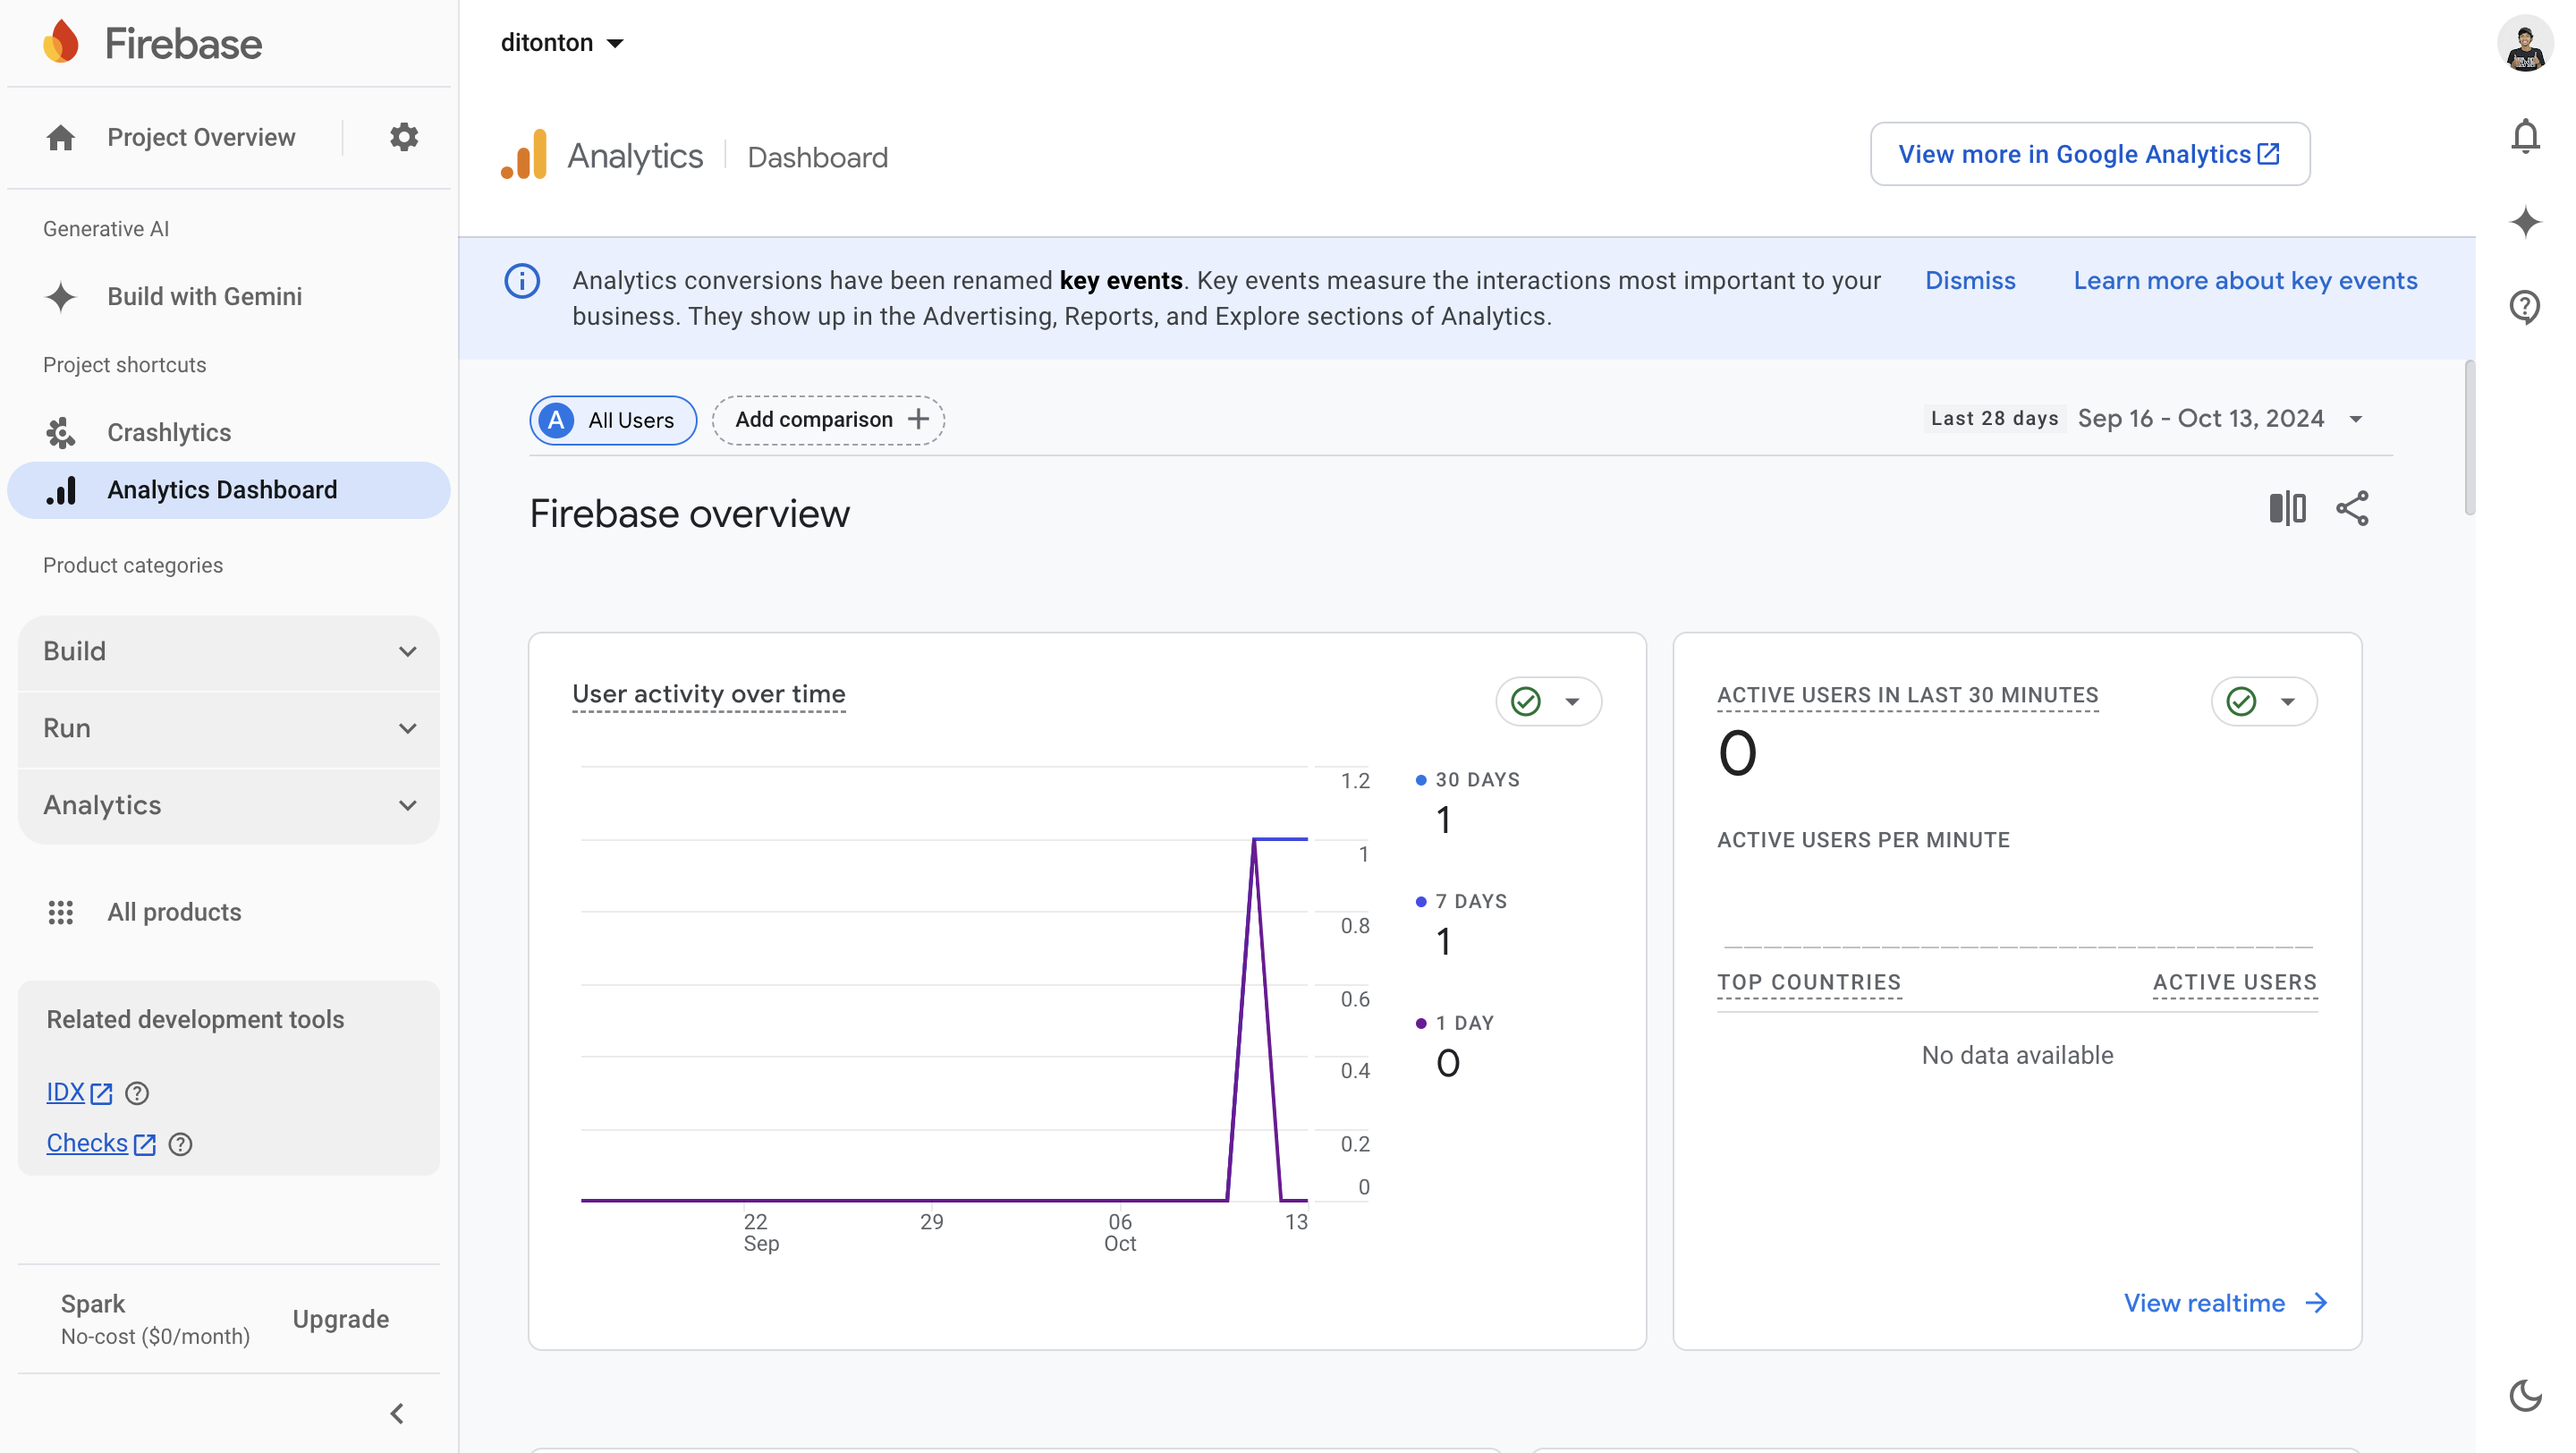 Firebase
Project Overview
Generative AI
Build with Gemini
Project shortcuts
Crashlytics
Analytics Dashboard
Product categories
Build
Run
Analytics
All products
Related development tools
IDX
Checks
Spark
No-cost ($0/month)
Upgrade
ditonton
Analytics
Dashboard
View more in Google Analytics
Analytics conversions have been renamed key events. Key events measure the interactions most important to your
business. They show up in the Advertising, Reports, and Explore sections of Analytics.
Dismiss
Learn more about key events
A All Users
Add comparison
Last 28 days Sep 16 - Oct 13, 2024
Firebase overview
User activity over time
1.2
1
0.8
0.6
0.4
0.2
0
22
Sep
29
06
Oct
13
30 DAYS
1
7 DAYS
1
1 DAY
0
ACTIVE USERS IN LAST 30 MINUTES
0
ACTIVE USERS PER MINUTE
TOP COUNTRIES ACTIVE USERS
No data available
View realtime